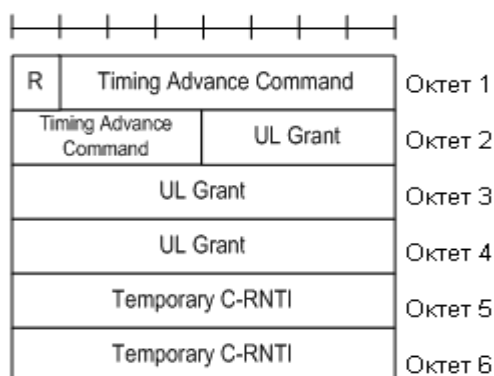 R Timing Advance Command Октет 1
Timing Advance
Command UL Grant Октет 2
UL Grant Октет 3
UL Grant Октет 4
Temporary C-RNTI Октет 5
Temporary C-RNTI Октет 6